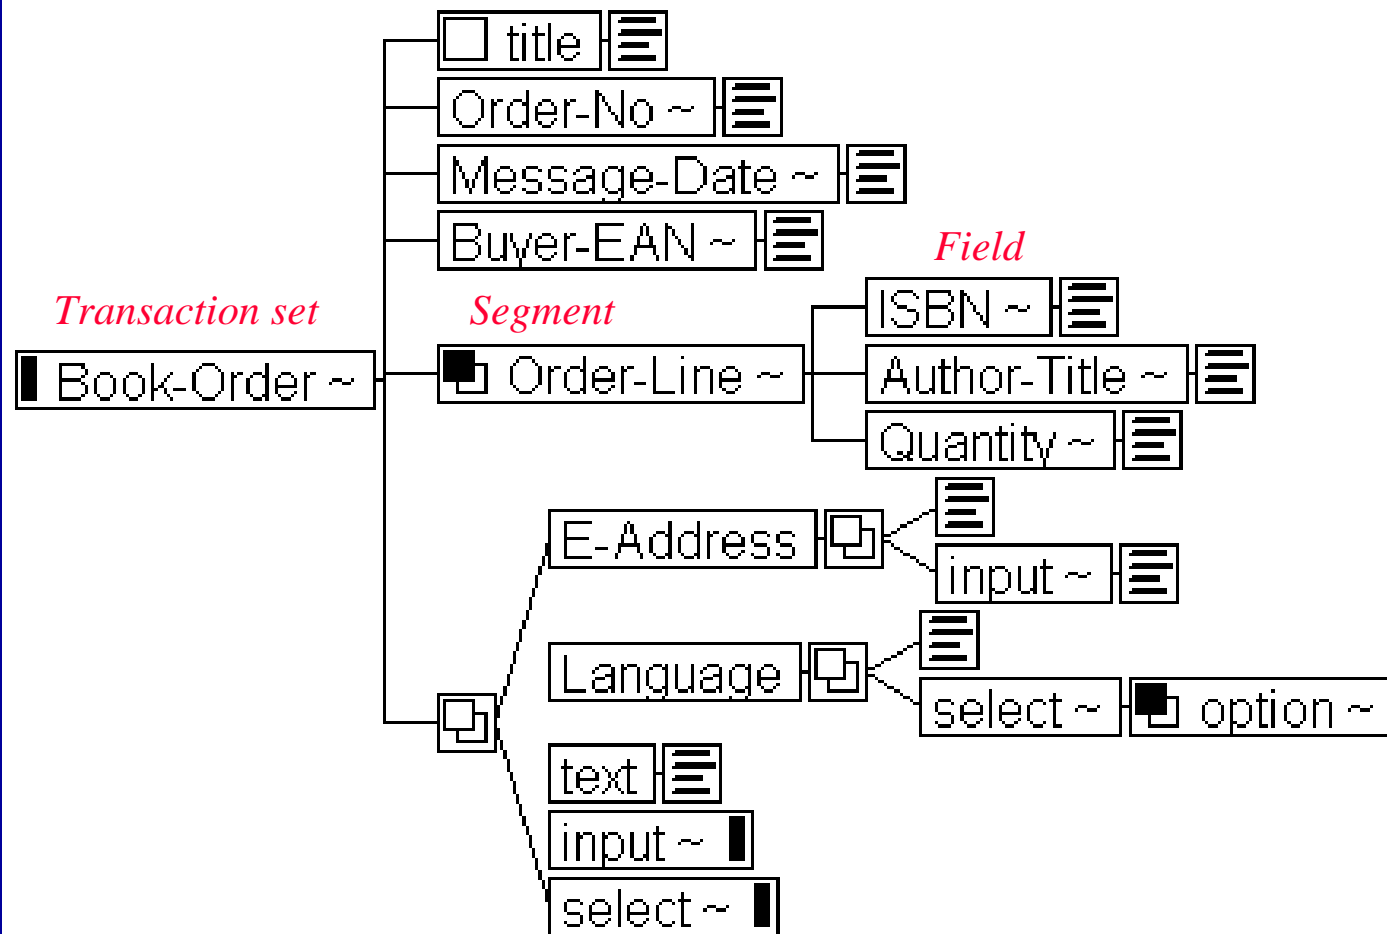 title
Order-No ~
Message-Date ~
Buyer-EAN ~
Field
Transaction set
Segment
ISBN ~
Book-Order ~
Order-Line ~
Author-Title ~
Quantity ~
E-Address
input ~
Language
select ~
option ~
text
input ~
select ~